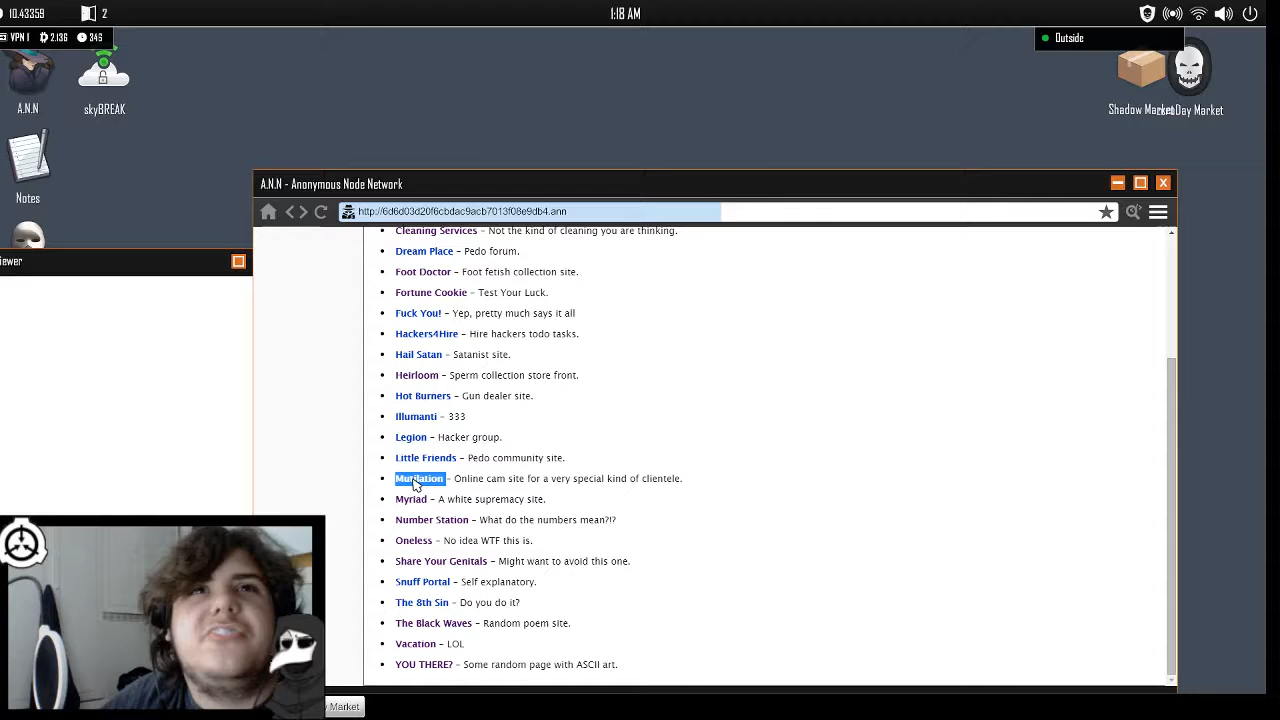 10.43359
2
1:18 AM
VPN 1
2.136
346
Outside
A.N.N
skyBREAK
Shadow Market
Day Market
Notes
A.N.N - Anonymous Node Network
http://6d6d03d20f6cbdac9acb7013f08e9db4.ann
ewer
Cleaning Services - Not the kind of cleaning you are thinking.
Dream Place - Pedo forum.
Foot Doctor - Foot fetish collection site.
Fortune Cookie - Test Your Luck.
Fuck You! - Yep, pretty much says it all
Hackers4Hire - Hire hackers todo tasks.
Hail Satan - Satanist site.
Heirloom - Sperm collection store front.
Hot Burners - Gun dealer site.
Illumanti - 333
Legion - Hacker group.
Little Friends - Pedo community site.
Mutilation - Online cam site for a very special kind of clientele.
Myriad - A white supremacy site.
Number Station - What do the numbers mean?!?
Oneless - No idea WTF this is.
Share Your Genitals - Might want to avoid this one.
Snuff Portal - Self explanatory.
The 8th Sin - Do you do it?
The Black Waves - Random poem site.
Vacation - LOL
YOU THERE? - Some random page with ASCII art.
Market